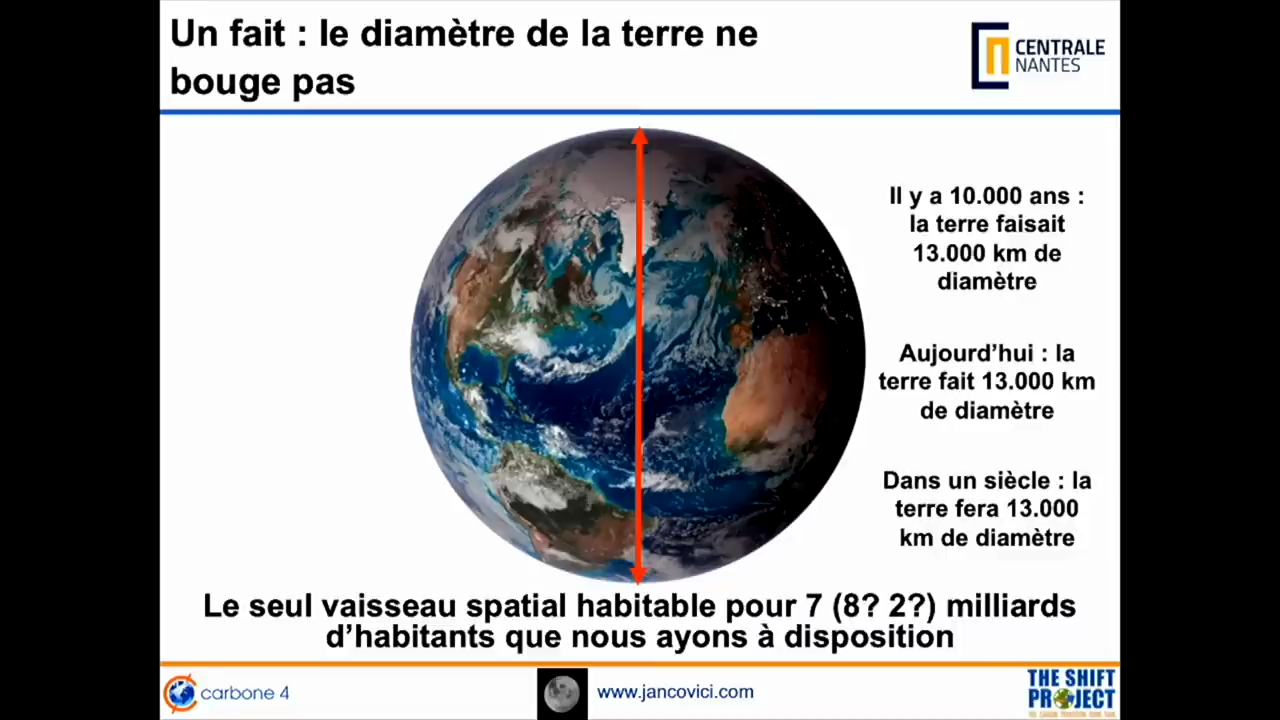 Un fait : le diamètre de la terre ne
bouge pas
CENTRALE
NANTES
Il y a 10.000 ans :
la terre faisait
13.000 km de
diamètre
Aujourd’hui : la
terre fait 13.000 km
de diamètre
Dans un siècle : la
terre fera 13.000
km de diamètre
Le seul vaisseau spatial habitable pour 7 (8? 2?) milliards
d’habitants que nous ayons à disposition
carbone 4
www.jancovici.com
THE SHIFT
PROJECT